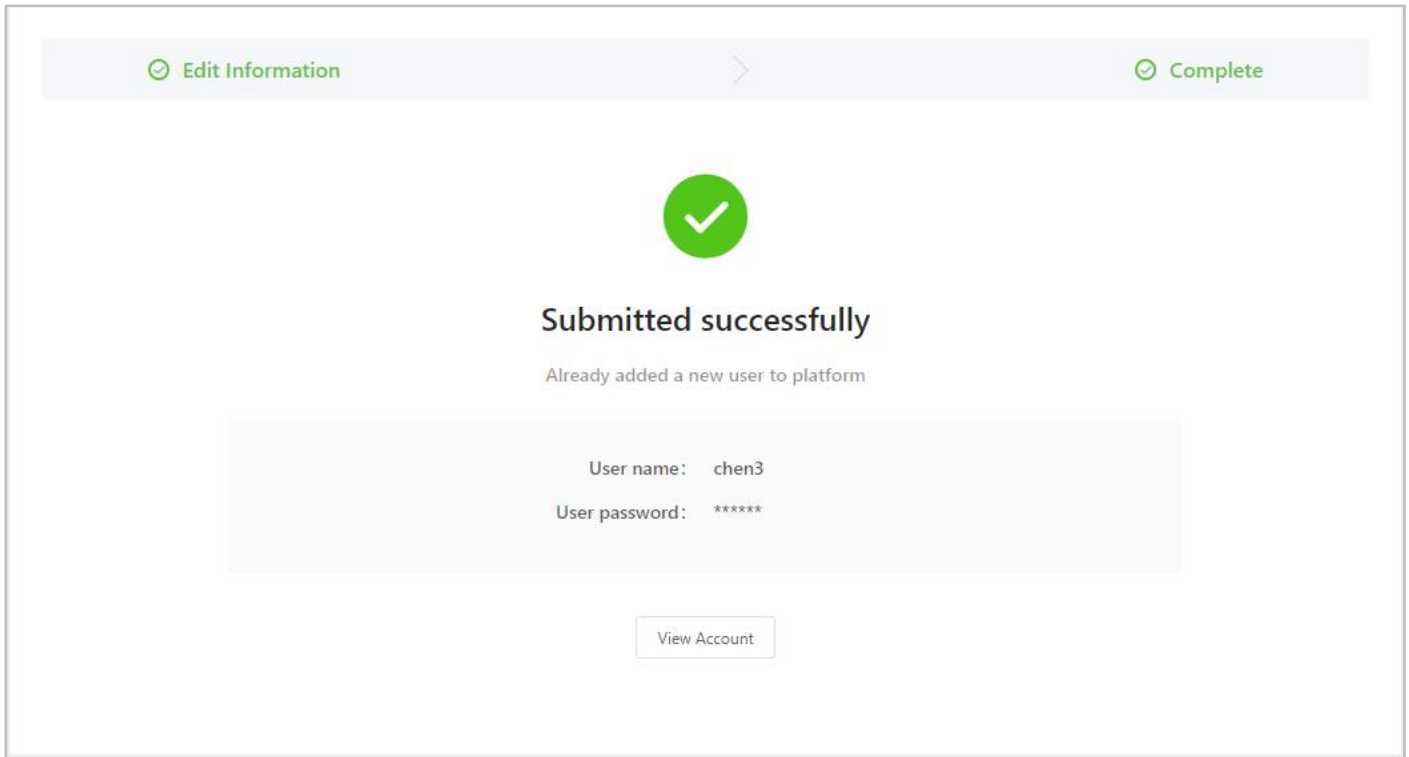 Edit Information
Complete
Submitted successfully
Already added a new user to platform
User name: chen3
User password: ******
View Account